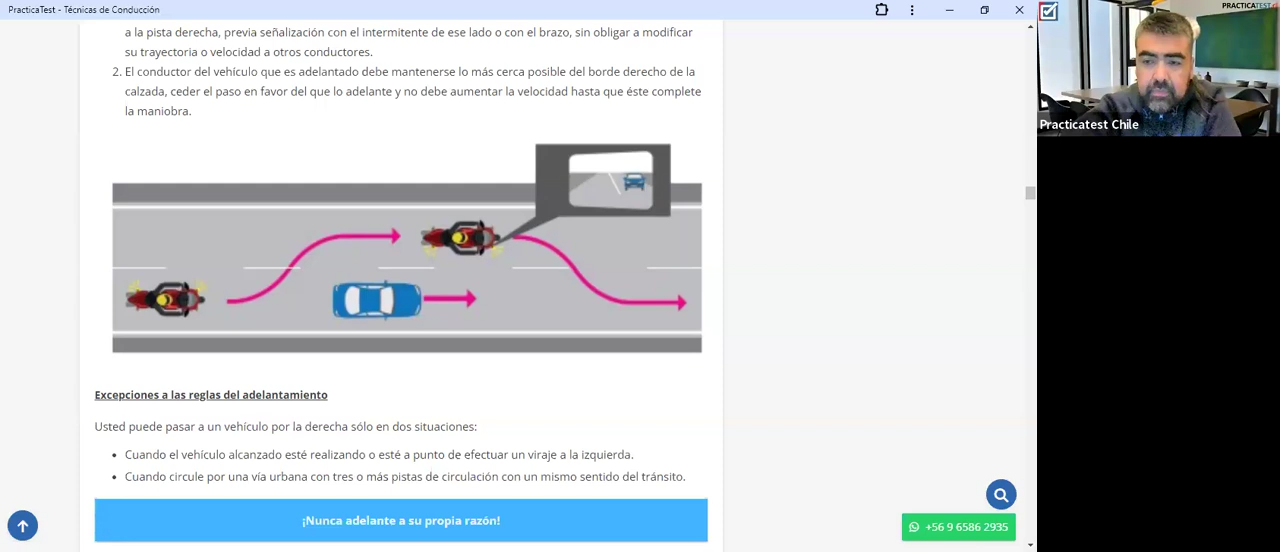 PracticaTest - Técnicas de Conducción
a la pista derecha, previa señalización con el intermitente de ese lado o con el brazo, sin obligar a modificar
su trayectoria o velocidad a otros conductores.
2. El conductor del vehículo que es adelantado debe mantenerse lo más cerca posible del borde derecho de la
calzada, ceder el paso en favor del que lo adelante y no debe aumentar la velocidad hasta que éste complete
la maniobra.
Excepciones a las reglas del adelantamiento
Usted puede pasar a un vehículo por la derecha sólo en dos situaciones:
• Cuando el vehículo alcanzado esté realizando o esté a punto de efectuar un viraje a la izquierda.
• Cuando circule por una vía urbana con tres o más pistas de circulación con un mismo sentido del tránsito.
¡Nunca adelante a su propia razón!
+56 9 6586 2935
PRACTICATEST
Practicatest Chile